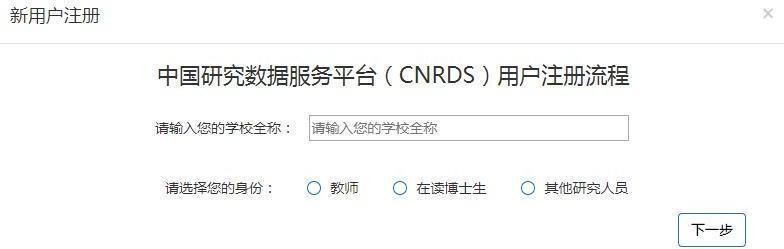 新用户注册
×
中国研究数据服务平台（CNRDS）用户注册流程
请输入您的学校全称： 请输入您的学校全称
请选择您的身份： 教师 在读博士生 其他研究人员
下一步